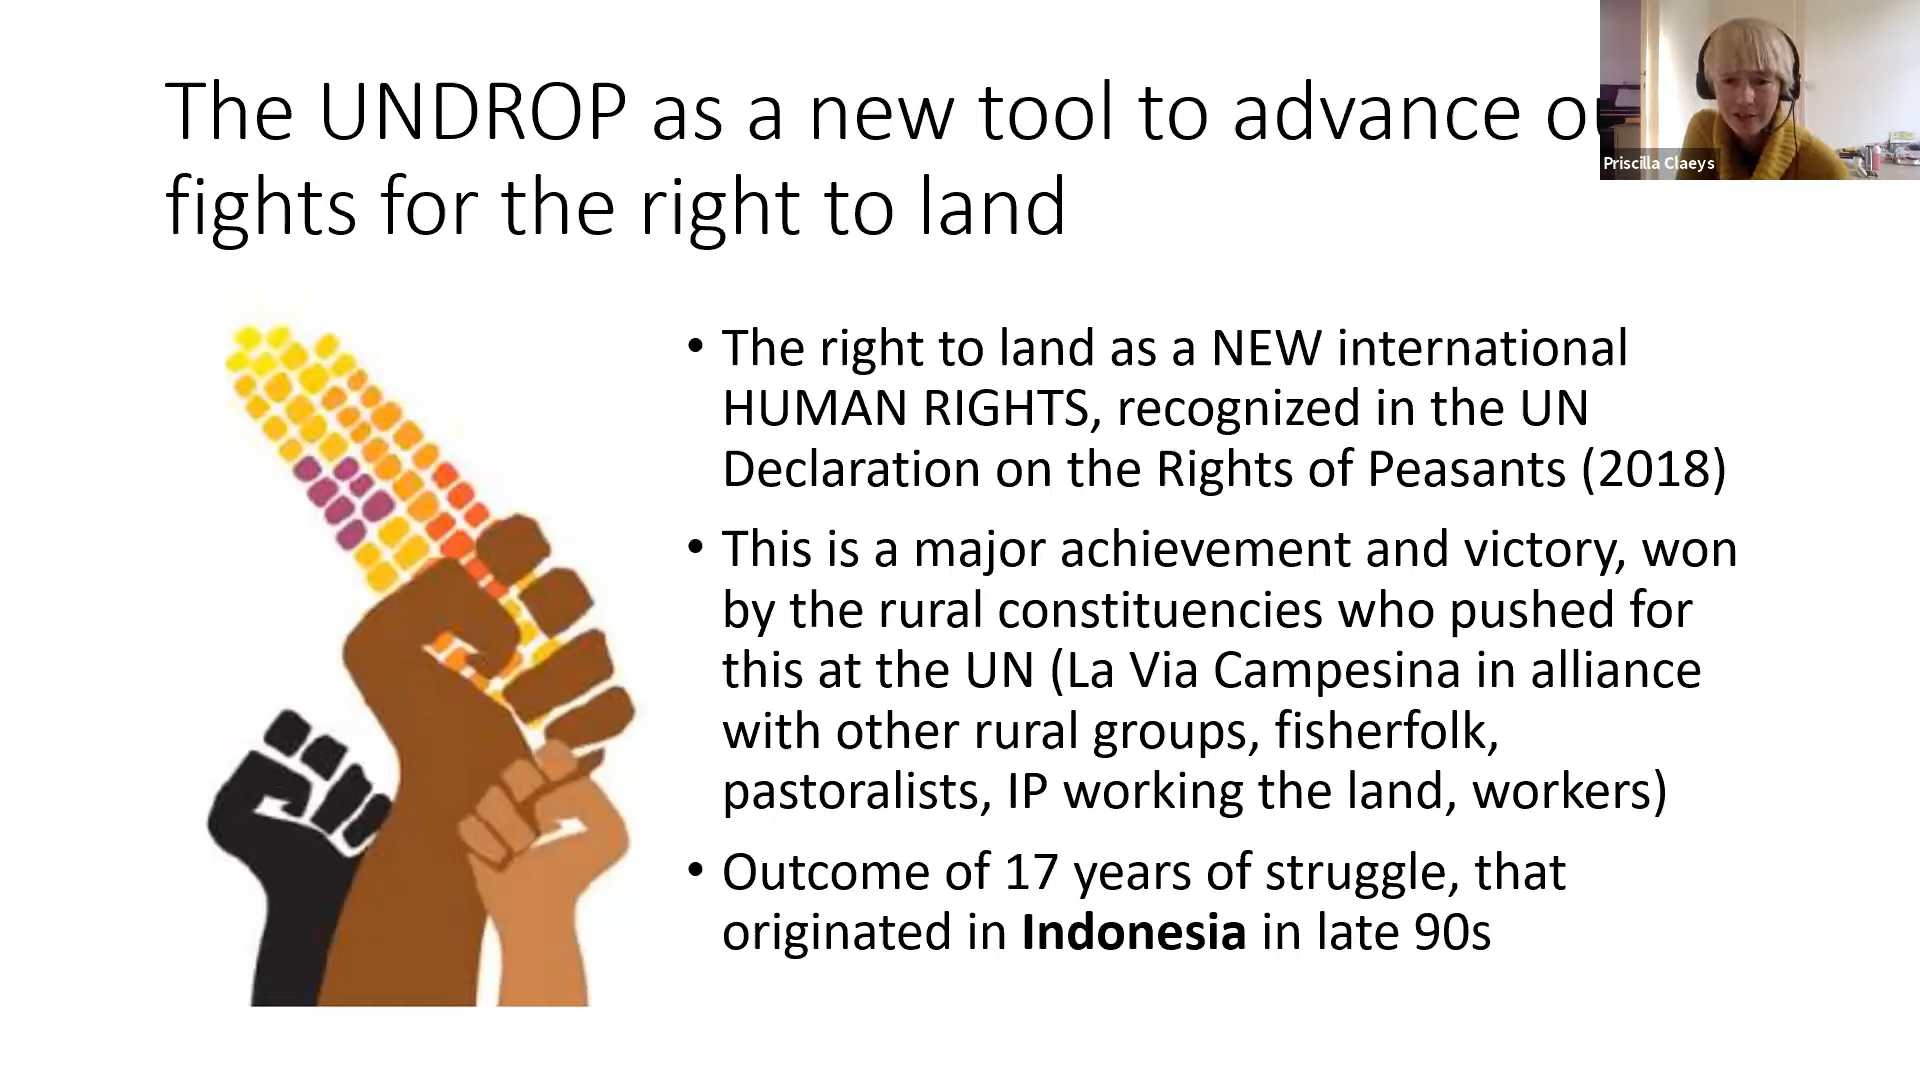 The UNDROP as a new tool to advance
fights for the right to land
Priscilla Claeys
• The right to land as a NEW international
HUMAN RIGHTS, recognized in the UN
Declaration on the Rights of Peasants (2018)
• This is a major achievement and victory, won
by the rural constituencies who pushed for
this at the UN (La Via Campesina in alliance
with other rural groups, fisherfolk,
pastoralists, IP working the land, workers)
• Outcome of 17 years of struggle, that
originated in Indonesia in late 90s